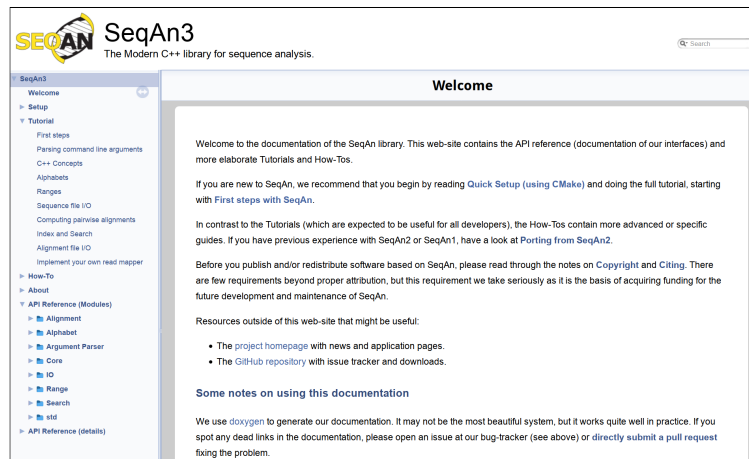 SEQAN
SeqAn3
The Modern C++ library for sequence analysis.
Search
SeqAn3
Welcome
Setup
Tutorial
First steps
Parsing command line arguments
C++ Concepts
Alphabets
Ranges
Sequence file I/O
Computing pairwise alignments
Index and Search
Alignment file I/O
Implement your own read mapper
How-To
About
API Reference (Modules)
Alignment
Alphabet
Argument Parser
Core
IO
Range
Search
std
API Reference (details)
Welcome
Welcome to the documentation of the SeqAn library. This web-site contains the API reference (documentation of our interfaces) and
more elaborate Tutorials and How-Tos.
If you are new to SeqAn, we recommend that you begin by reading Quick Setup (using CMake) and doing the full tutorial, starting
with First steps with SeqAn.
In contrast to the Tutorials (which are expected to be useful for all developers), the How-Tos contain more advanced or specific
guides. If you have previous experience with SeqAn2 or SeqAn1, have a look at Porting from SeqAn2.
Before you publish and/or redistribute software based on SeqAn, please read through the notes on Copyright and Citing. There
are few requirements beyond proper attribution, but this requirement we take seriously as it is the basis of acquiring funding for the
future development and maintenance of SeqAn.
Resources outside of this web-site that might be useful:
• The project homepage with news and application pages.
• The GitHub repository with issue tracker and downloads.
Some notes on using this documentation
We use doxygen to generate our documentation. It may not be the most beautiful system, but it works quite well in practice. If you
spot any dead links in the documentation, please open an issue at our bug-tracker (see above) or directly submit a pull request
fixing the problem.